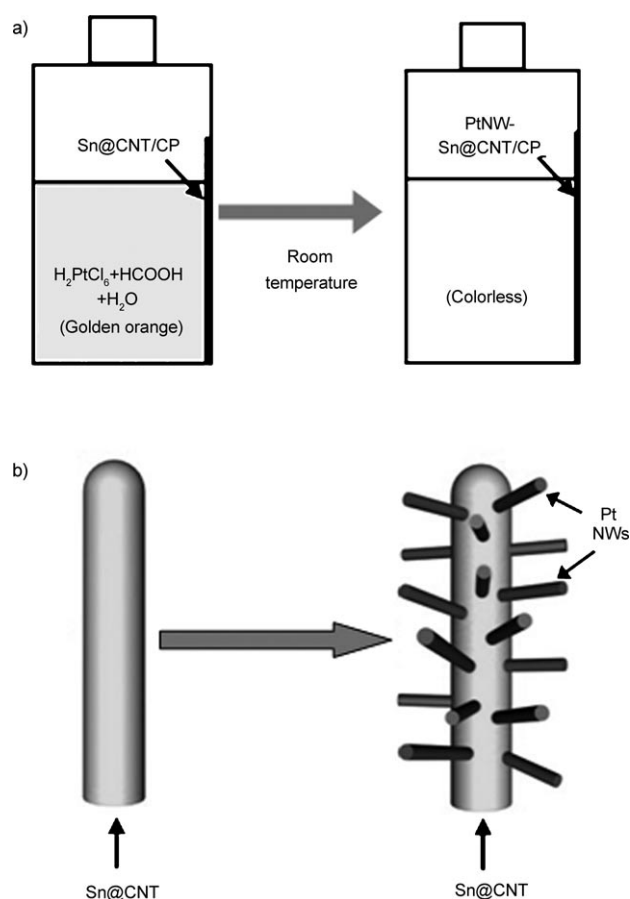 a)
Sn@CNT/CP
H₂PtCl₆+HCOOH
+H₂O
(Golden orange)
Room
temperature
PtNW-
Sn@CNT/CP
(Colorless)
b)
Pt
NWs
Sn@CNT
Sn@CNT